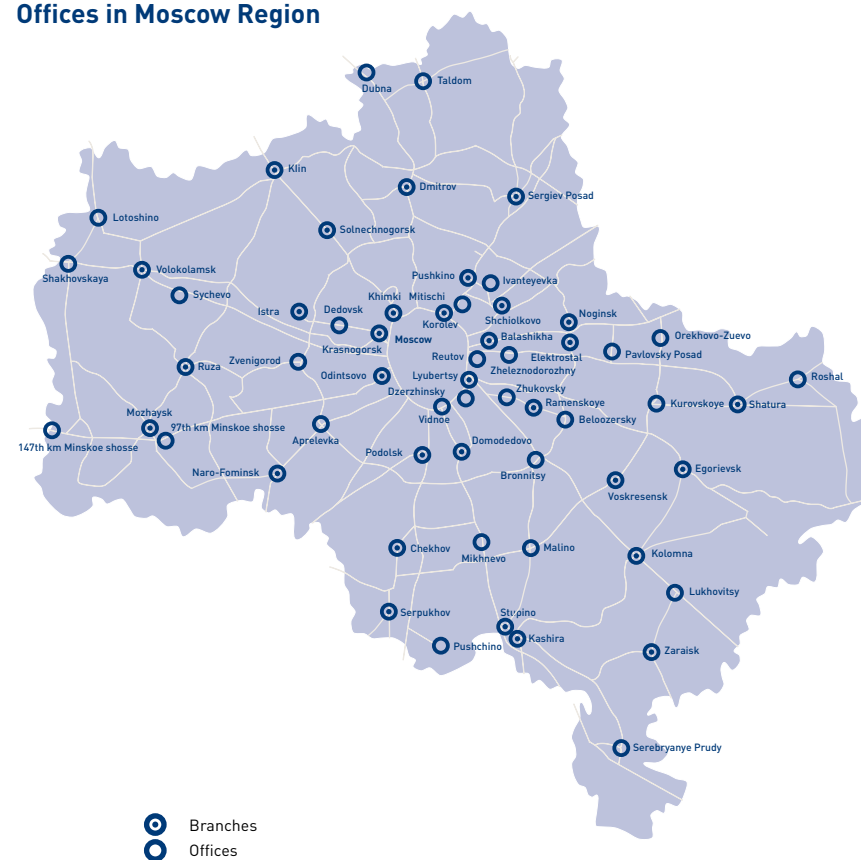 Offices in Moscow Region
Dubna
Taldom
Klin
Dmitrov
Sergiev Posad
Lotoshino
Solnechnogorsk
Shakhovskaya
Volokolamsk
Sychevo
Pushkino
Ivanteyevka
Istra
Dedovsk
Khimki
Mitischi
Korolev
Shchiolkovo
Noginsk
Krasnogorsk
Moscow
Balashikha
Elektrostal
Orekhovo-Zuevo
Pavlovsky Posad
Reutov
Zheleznodorozhny
Zvenigorod
Ruza
Odintsovo
Lyubertsy
Roshal
Dzerzhinsky
Zhukovsky
Ramenskoye
Kurovskoye
Shatura
Mozhaysk
97th km Minskoe shosse
Vidnoe
Beloozersky
147th km Minskoe shosse
Aprelevka
Podolsk
Domodedovo
Naro-Fominsk
Bronnitsy
Egorievsk
Voskresensk
Chekhov
Mikhnevo
Malino
Kolomna
Lukhovitsy
Serpukhov
Stupino
Kashira
Pushchino
Zaraisk
Serebryanye Prudy
Branches
Offices